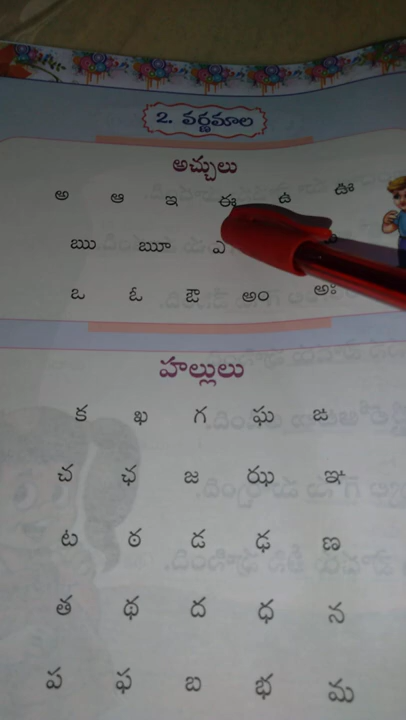 2. వర్ణమాల
అచ్చులు
అ ఆ ఇ ఈ ఉ ఊ
ఋ ౠ ఎ
ఒ ఓ ఔ అం అః
హల్లులు
క ఖ గ ఘ ఙ
చ ఛ జ ఝ ఞ
ట ఠ డ ఢ ణ
త థ ద ధ న
ప ఫ బ భ మ